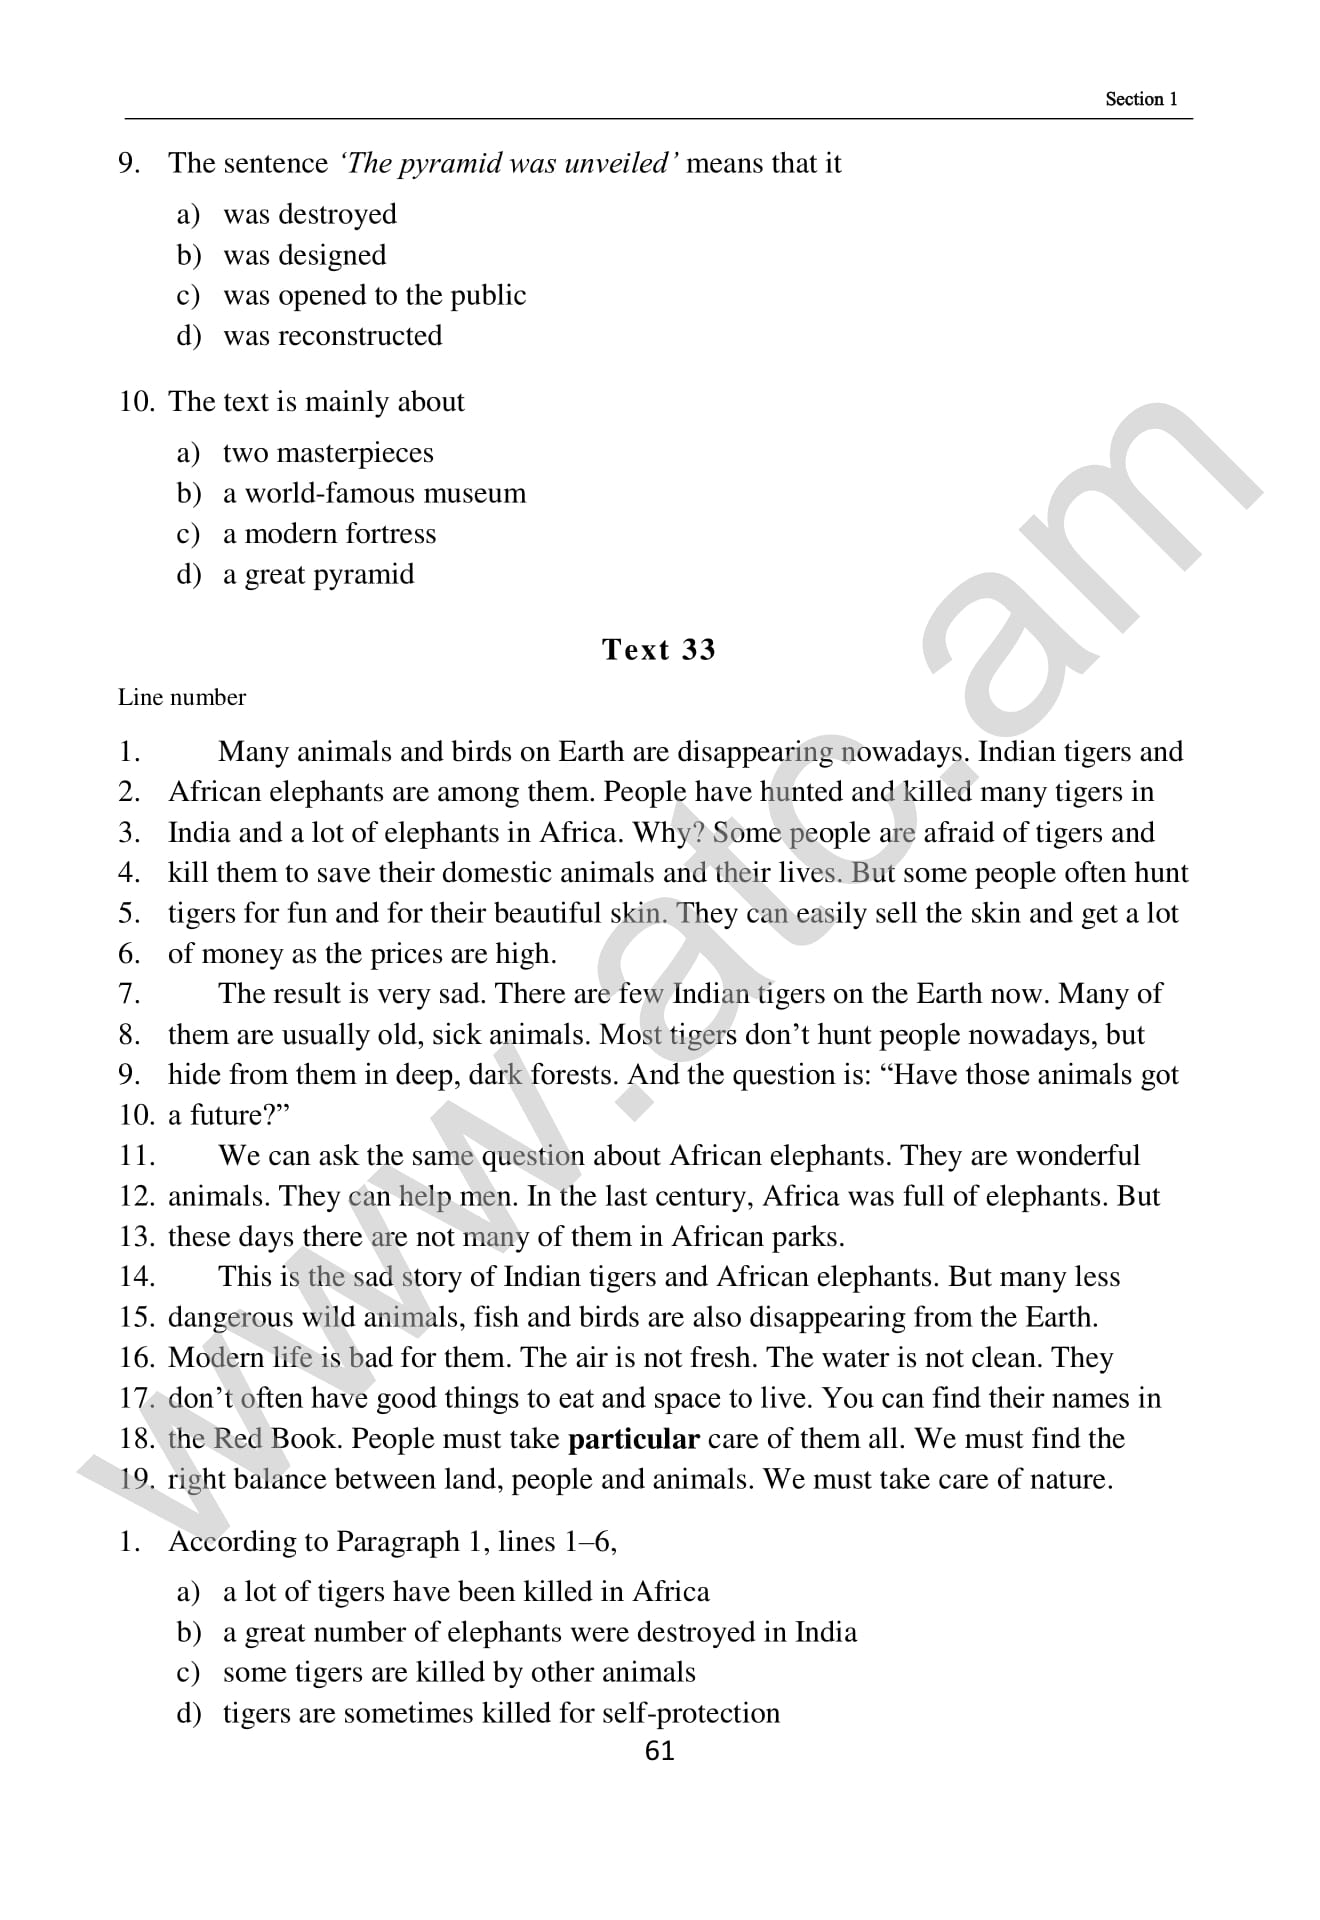 Section 1
9. The sentence ‘The pyramid was unveiled’ means that it
a) was destroyed
b) was designed
c) was opened to the public
d) was reconstructed
10. The text is mainly about
a) two masterpieces
b) a world-famous museum
c) a modern fortress
d) a great pyramid
Text 33
Line number
1. Many animals and birds on Earth are disappearing nowadays. Indian tigers and
2. African elephants are among them. People have hunted and killed many tigers in
3. India and a lot of elephants in Africa. Why? Some people are afraid of tigers and
4. kill them to save their domestic animals and their lives. But some people often hunt
5. tigers for fun and for their beautiful skin. They can easily sell the skin and get a lot
6. of money as the prices are high.
7. The result is very sad. There are few Indian tigers on the Earth now. Many of
8. them are usually old, sick animals. Most tigers don’t hunt people nowadays, but
9. hide from them in deep, dark forests. And the question is: “Have those animals got
10. a future?”
11. We can ask the same question about African elephants. They are wonderful
12. animals. They can help men. In the last century, Africa was full of elephants. But
13. these days there are not many of them in African parks.
14. This is the sad story of Indian tigers and African elephants. But many less
15. dangerous wild animals, fish and birds are also disappearing from the Earth.
16. Modern life is bad for them. The air is not fresh. The water is not clean. They
17. don’t often have good things to eat and space to live. You can find their names in
18. the Red Book. People must take particular care of them all. We must find the
19. right balance between land, people and animals. We must take care of nature.
1. According to Paragraph 1, lines 1–6,
a) a lot of tigers have been killed in Africa
b) a great number of elephants were destroyed in India
c) some tigers are killed by other animals
d) tigers are sometimes killed for self-protection
61
www.atc.am